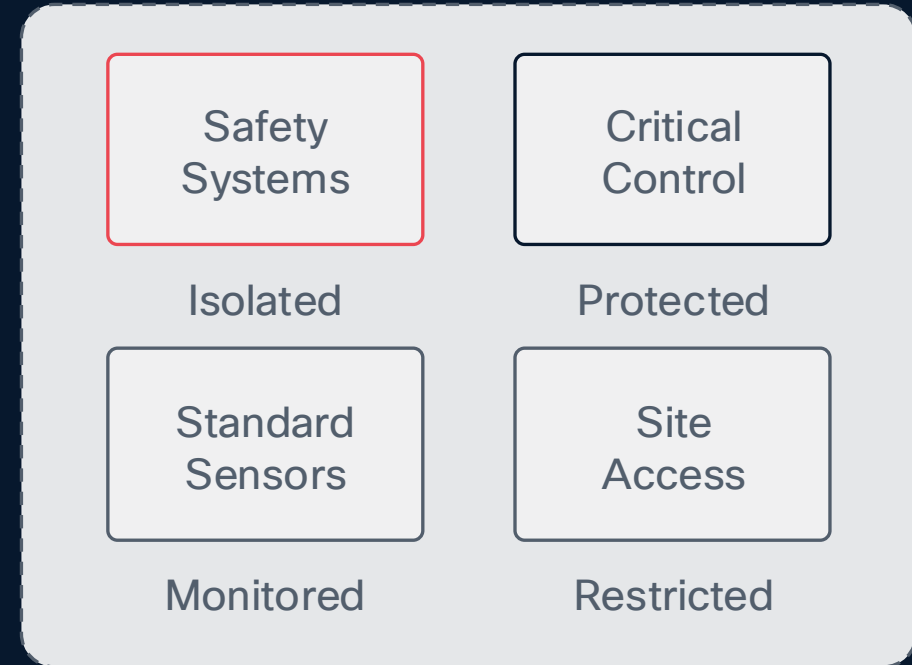 Safety
Systems
Isolated
Critical
Control
Protected
Standard
Sensors
Monitored
Site
Access
Restricted